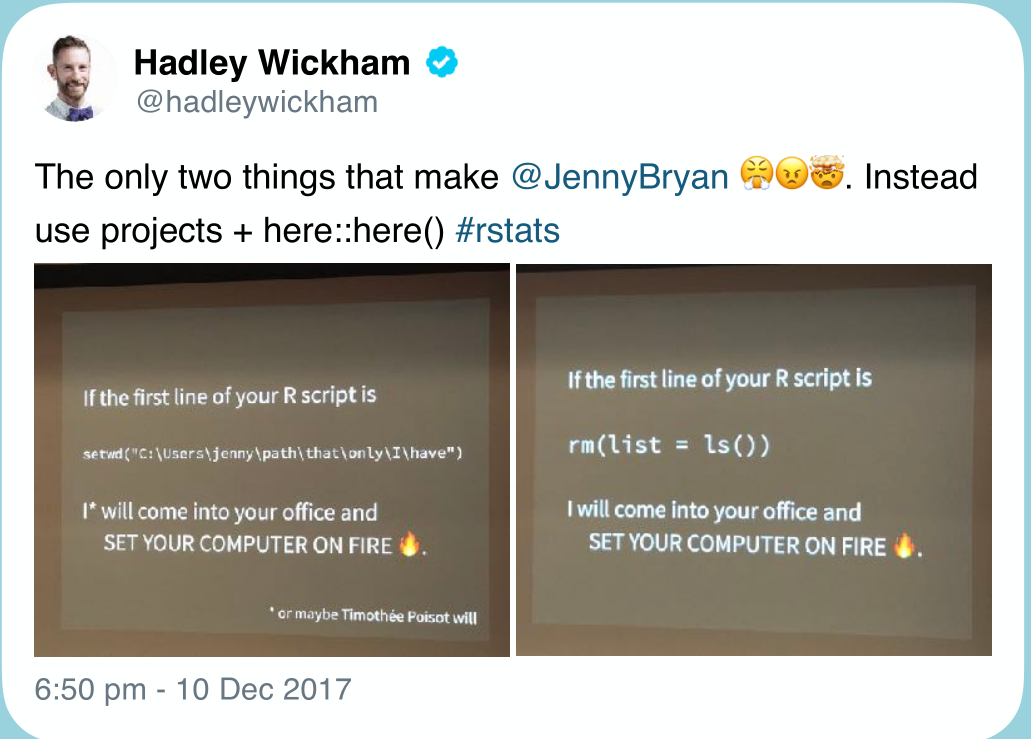 Hadley Wickham
@hadleywickham
The only two things that make @JennyBryan 😤😠🤯. Instead
use projects + here::here() #rstats
If the first line of your R script is
setwd("C:\Users\jenny\path\that\only\I\have")
I* will come into your office and
SET YOUR COMPUTER ON FIRE 🔥.
* or maybe Timothée Poisot will
If the first line of your R script is
rm(list = ls())
I will come into your office and
SET YOUR COMPUTER ON FIRE 🔥.
6:50 pm - 10 Dec 2017